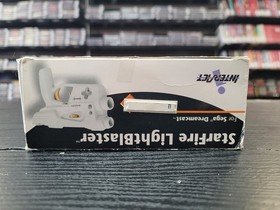 INTERACT
StarFire LightBlaster™
for Sega® Dreamcast™